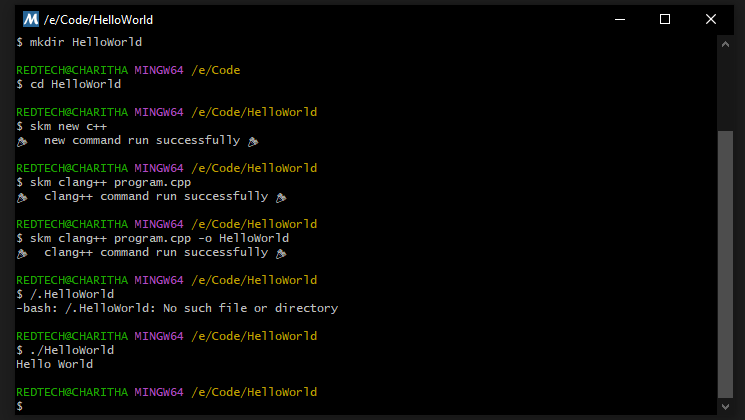 M /e/Code/HelloWorld
$ mkdir HelloWorld
REDTECH@CHARITHA MINGW64 /e/Code
$ cd HelloWorld
REDTECH@CHARITHA MINGW64 /e/Code/HelloWorld
$ skm new c++
🎉 new command run successfully 🎉
REDTECH@CHARITHA MINGW64 /e/Code/HelloWorld
$ skm clang++ program.cpp
🎉 clang++ command run successfully 🎉
REDTECH@CHARITHA MINGW64 /e/Code/HelloWorld
$ skm clang++ program.cpp -o HelloWorld
🎉 clang++ command run successfully 🎉
REDTECH@CHARITHA MINGW64 /e/Code/HelloWorld
$ /.HelloWorld
-bash: /.HelloWorld: No such file or directory
REDTECH@CHARITHA MINGW64 /e/Code/HelloWorld
$ ./HelloWorld
Hello World
REDTECH@CHARITHA MINGW64 /e/Code/HelloWorld
$